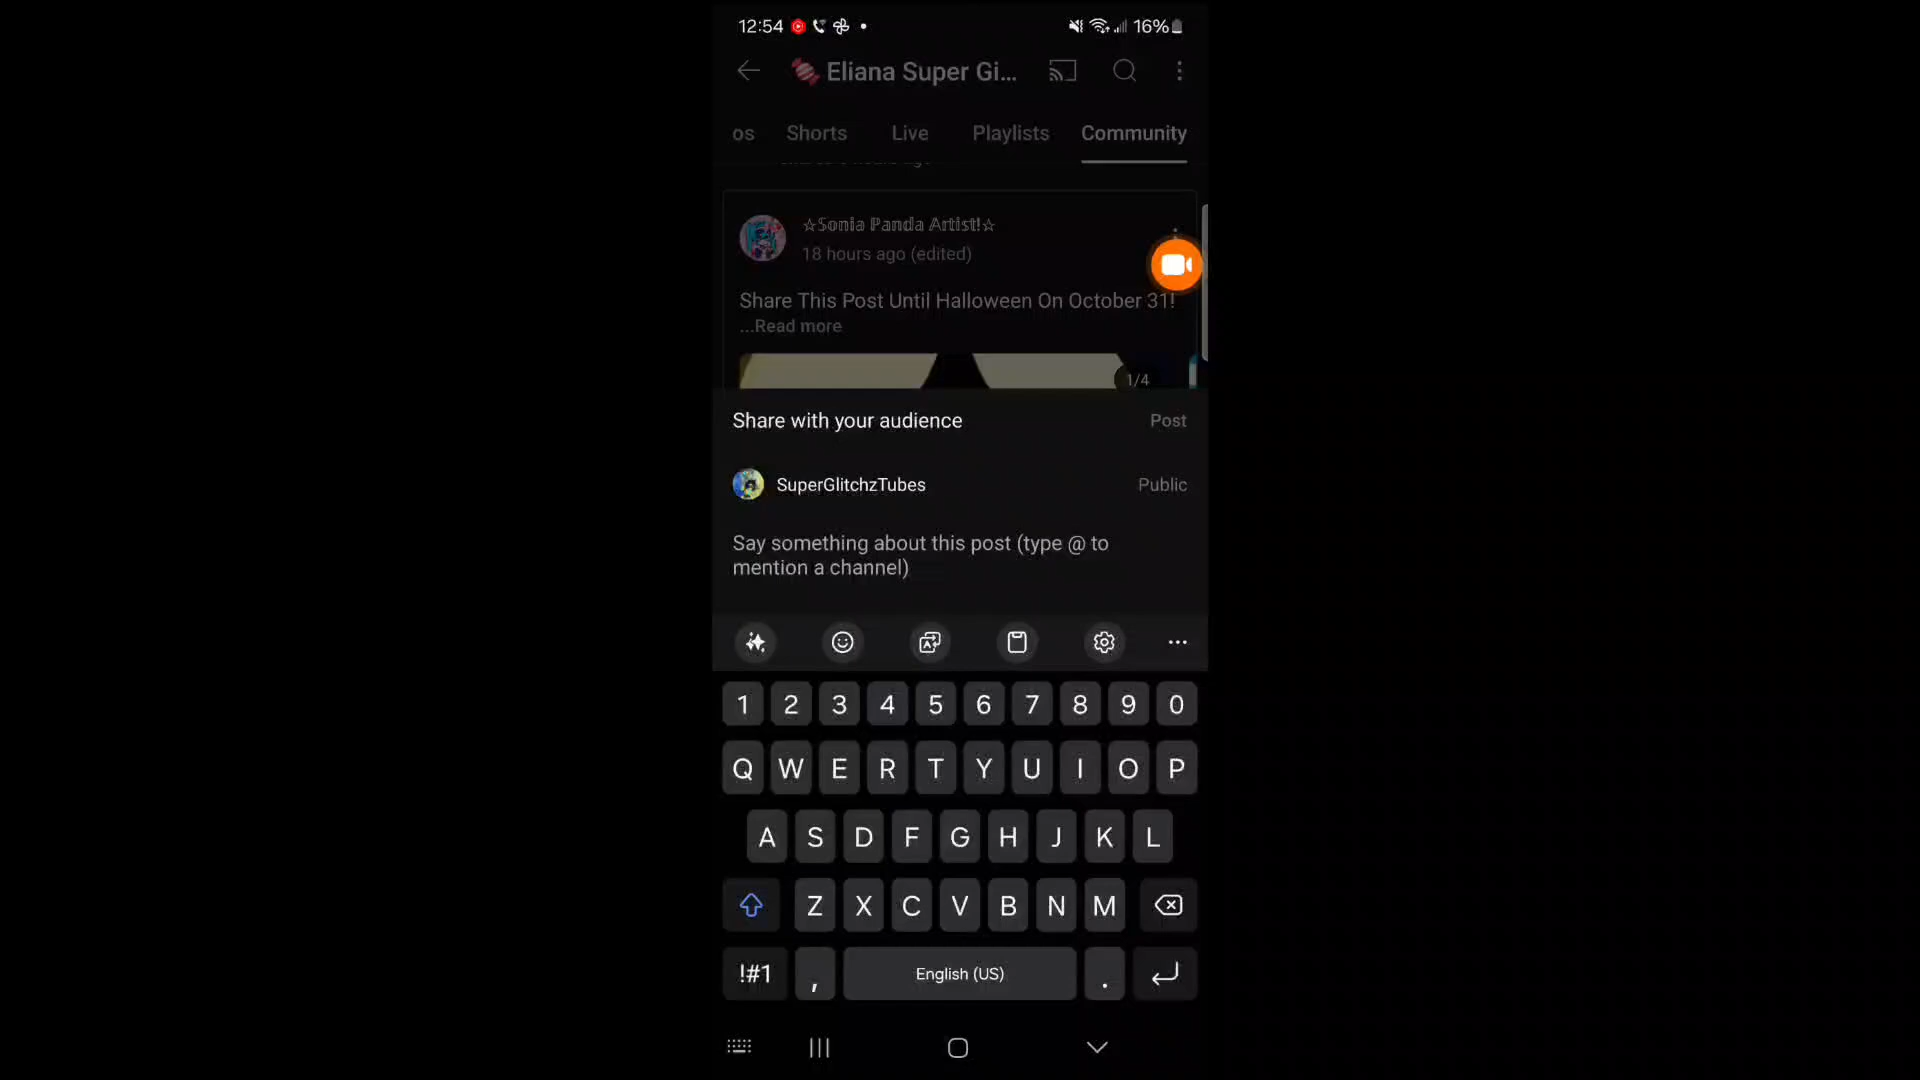 12:54
16%
Eliana Super Gi...
os Shorts Live Playlists Community
☆Sonia Panda Artist!☆
18 hours ago (edited)
Share This Post Until Halloween On October 31!
...Read more
1/4
Share with your audience Post
SuperGlitchzTubes Public
Say something about this post (type @ to
mention a channel)
1 2 3 4 5 6 7 8 9 0
Q W E R T Y U I O P
A S D F G H J K L
Z X C V B N M
!#1 , English (US) .